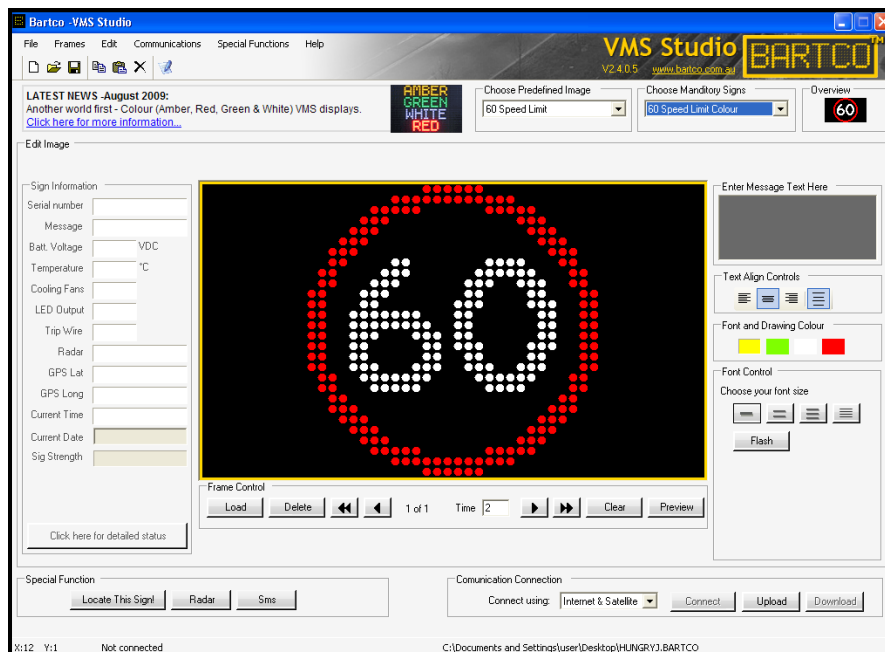 Bartco -VMS Studio
File Frames Edit Communications Special Functions Help
VMS Studio
V2.4.0.5 www.bartco.com.au
BARTCO™
LATEST NEWS -August 2009:
Another world first - Colour (Amber, Red, Green & White) VMS displays.
Click here for more information...
AMBER
GREEN
WHITE
RED
Choose Predefined Image
60 Speed Limit
Choose Manditory Signs
60 Speed Limit Colour
Overview
60
Edit Image
Sign Information
Serial number
Message
Batt. Voltage VDC
Temperature °C
Cooling Fans
LED Output
Trip Wire
Radar
GPS Lat
GPS Long
Current Time
Current Date
Sig Strength
Click here for detailed status
60
Frame Control
Load Delete 1 of 1 Time 2 Clear Preview
Enter Message Text Here
Text Align Controls
Font and Drawing Colour
Font Control
Choose your font size
Flash
Special Function
Locate This Sign! Radar Sms
Comunication Connection
Connect using: Internet & Satellite Connect Upload Download
X:12 Y:1 Not connected C:\Documents and Settings\user\Desktop\HUNGRYJ.BARTCO